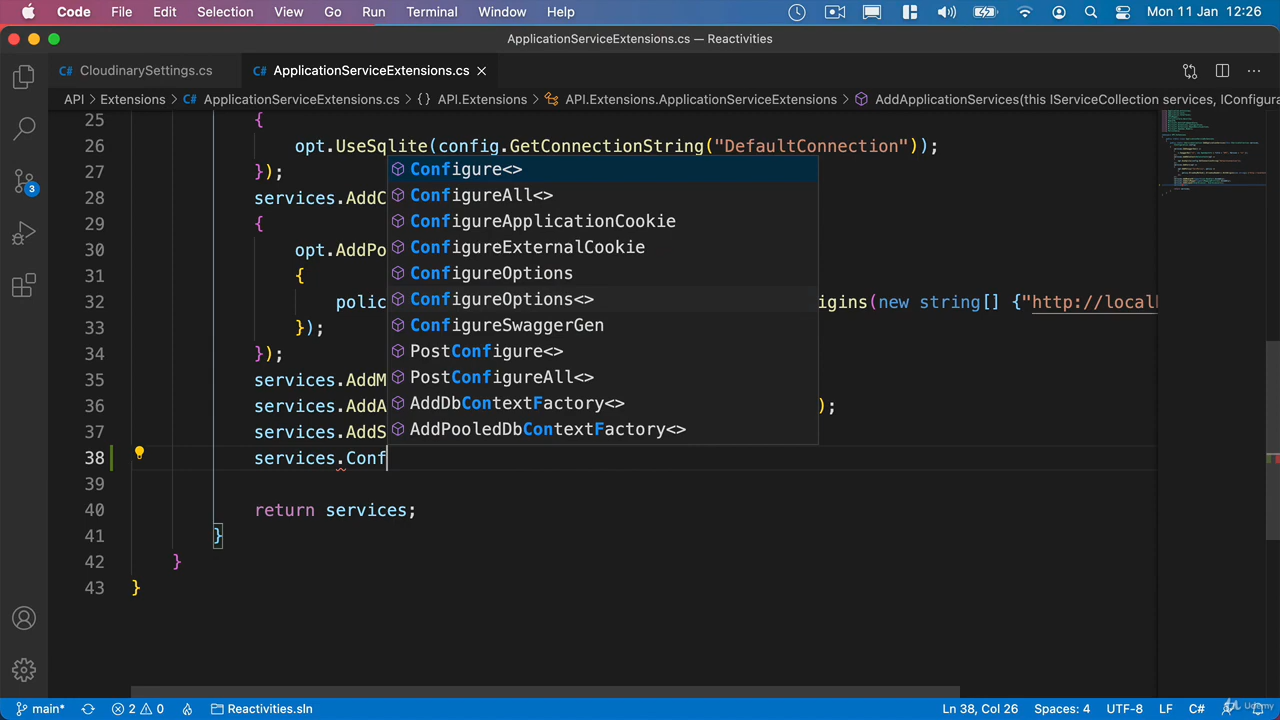 Code File Edit Selection View Go Run Terminal Window Help Mon 11 Jan 12:26
ApplicationServiceExtensions.cs — Reactivities
C# CloudinarySettings.cs C# ApplicationServiceExtensions.cs
API > Extensions > C# ApplicationServiceExtensions.cs > {} API.Extensions > API.Extensions.ApplicationServiceExtensions > AddApplicationServices(this IServiceCollection services, IConfigura
25 {
26 opt.UseSqlite(config.GetConnectionString("DefaultConnection"));
27 });
Configure<>
ConfigureAll<>
28 services.AddC
ConfigureApplicationCookie
29 {
ConfigureExternalCookie
30 opt.AddPo
ConfigureOptions
31 {
ConfigureOptions<>
32 polic igins(new string[] {"http://local
ConfigureSwaggerGen
33 });
PostConfigure<>
34 });
PostConfigureAll<>
35 services.AddM
AddDbContextFactory<>
36 services.AddA );
AddPooledDbContextFactory<>
37 services.AddS
38 services.Conf
39
40 return services;
41 }
42 }
43 }
3
main* 2 0 Reactivities.sln Ln 38, Col 26 Spaces: 4 UTF-8 LF C#
Udemy